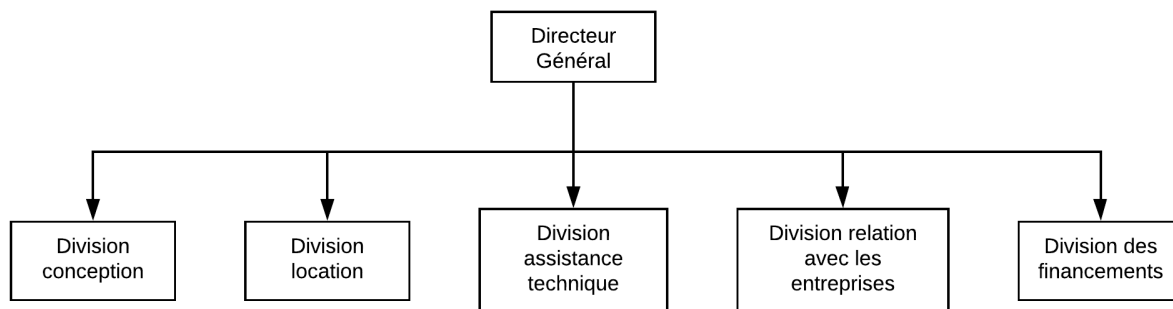 Directeur
Général
Division
conception
Division
location
Division
assistance
technique
Division relation
avec les
entreprises
Division des
financements